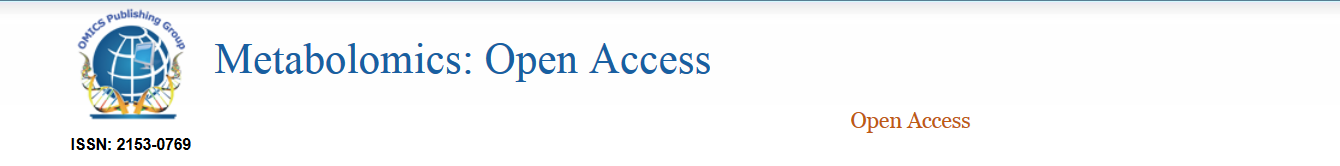 OMICS Publishing Group
Metabolomics: Open Access
Open Access
ISSN: 2153-0769